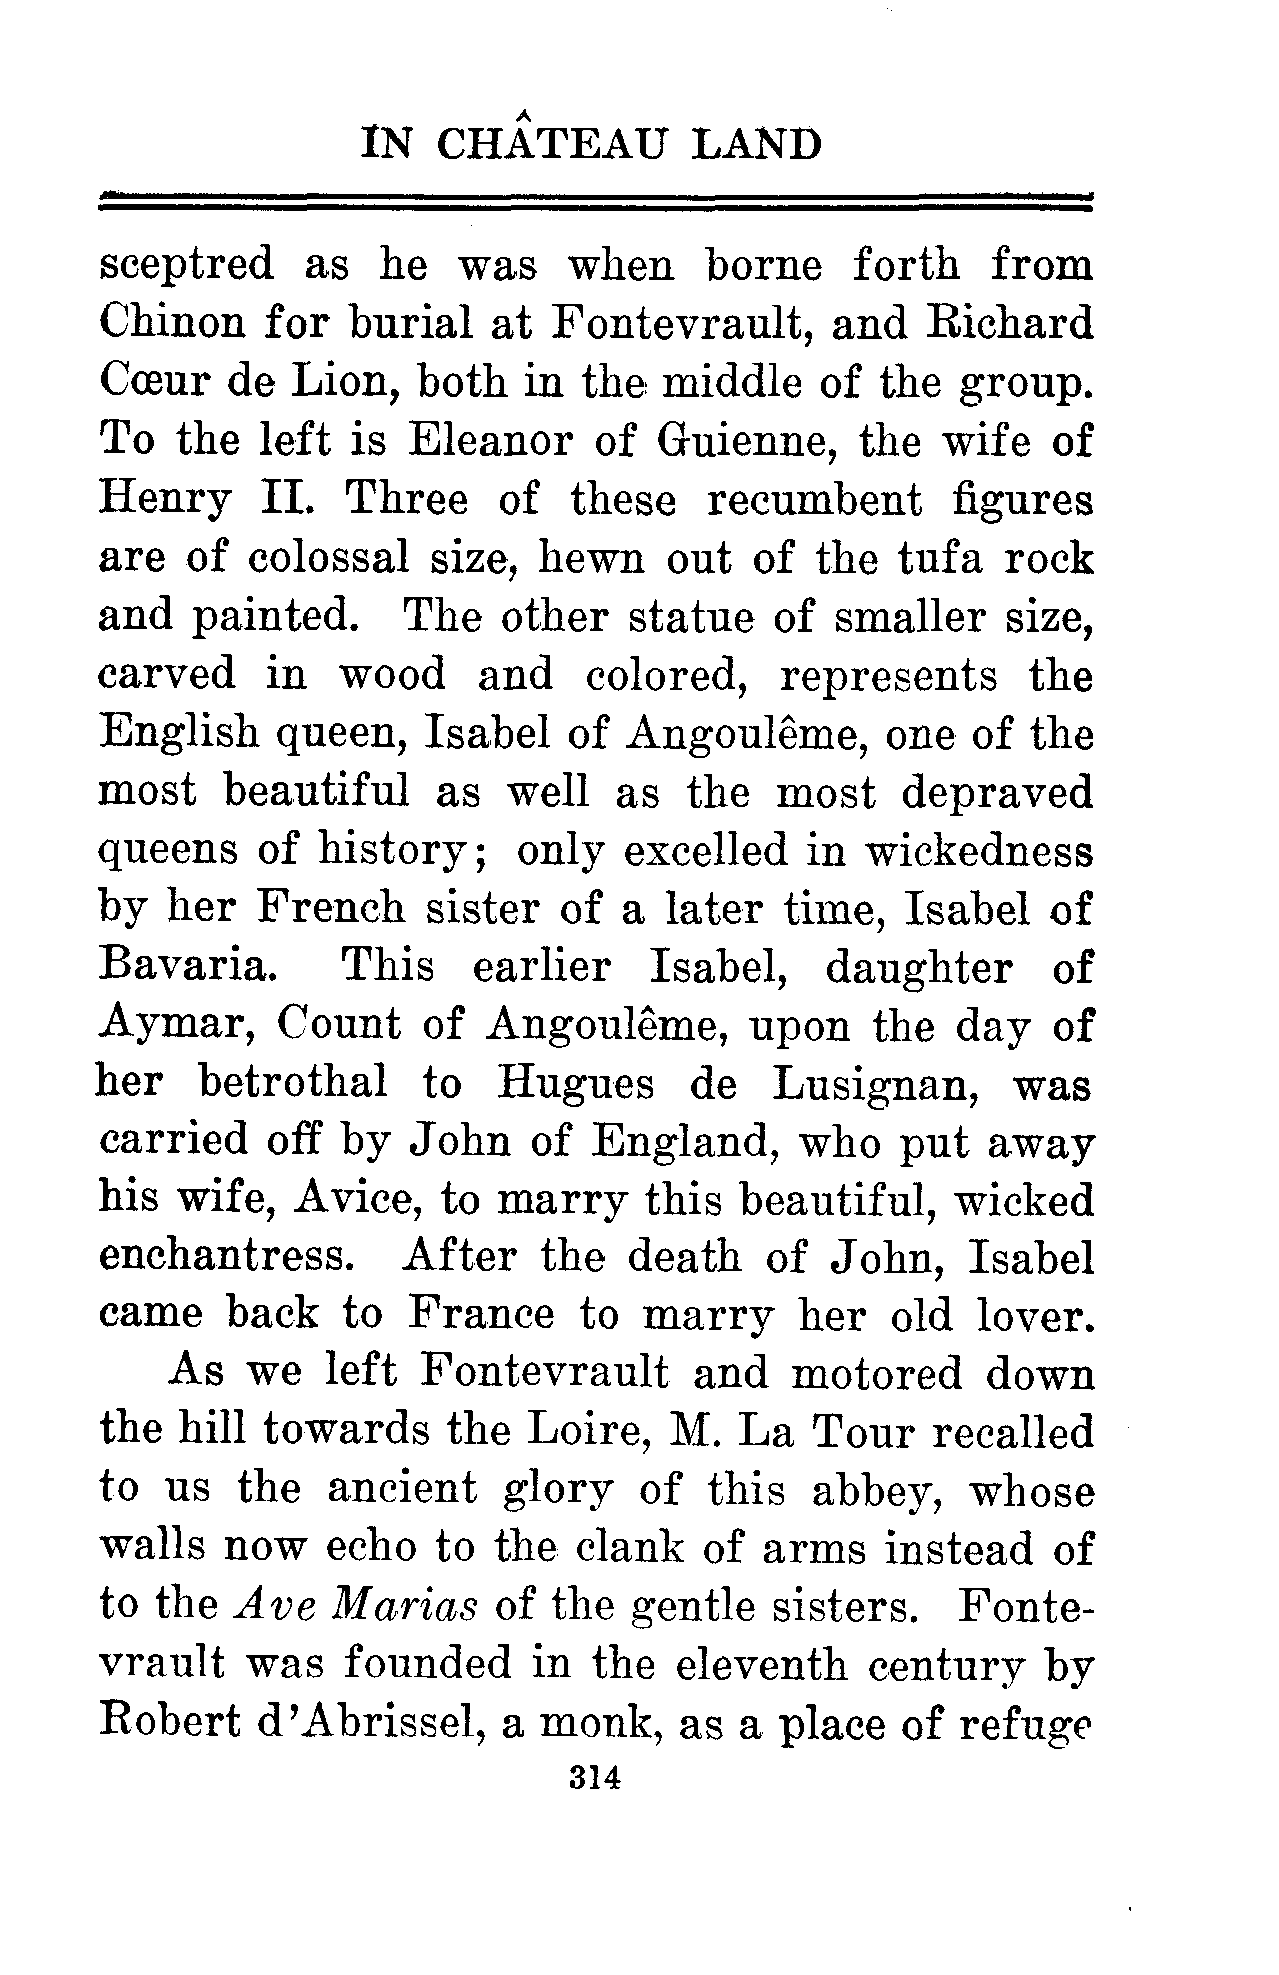 IN CHÂTEAU LAND
sceptred as he was when borne forth from
Chinon for burial at Fontevrault, and Richard
Cœur de Lion, both in the middle of the group.
To the left is Eleanor of Guienne, the wife of
Henry II. Three of these recumbent figures
are of colossal size, hewn out of the tufa rock
and painted. The other statue of smaller size,
carved in wood and colored, represents the
English queen, Isabel of Angoulême, one of the
most beautiful as well as the most depraved
queens of history; only excelled in wickedness
by her French sister of a later time, Isabel of
Bavaria. This earlier Isabel, daughter of
Aymar, Count of Angoulême, upon the day of
her betrothal to Hugues de Lusignan, was
carried off by John of England, who put away
his wife, Avice, to marry this beautiful, wicked
enchantress. After the death of John, Isabel
came back to France to marry her old lover.
As we left Fontevrault and motored down
the hill towards the Loire, M. La Tour recalled
to us the ancient glory of this abbey, whose
walls now echo to the clank of arms instead of
to the Ave Marias of the gentle sisters. Fonte-
vrault was founded in the eleventh century by
Robert d'Abrissel, a monk, as a place of refuge
314